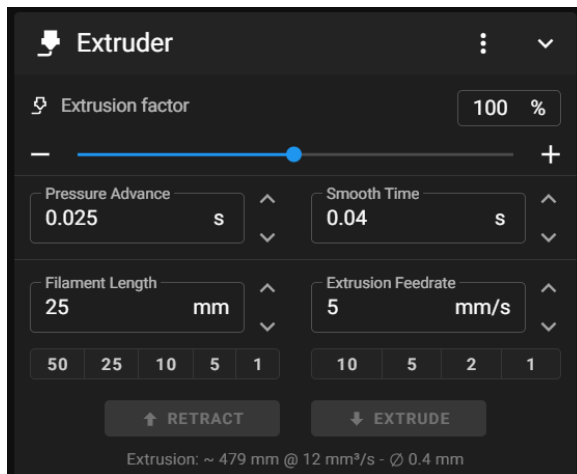 Extruder
Extrusion factor
100 %
Pressure Advance Smooth Time
0.025 s 0.04 s
Filament Length Extrusion Feedrate
25 mm 5 mm/s
50 25 10 5 1 10 5 2 1
RETRACT EXTRUDE
Extrusion: ~ 479 mm @ 12 mm³/s - ∅ 0.4 mm